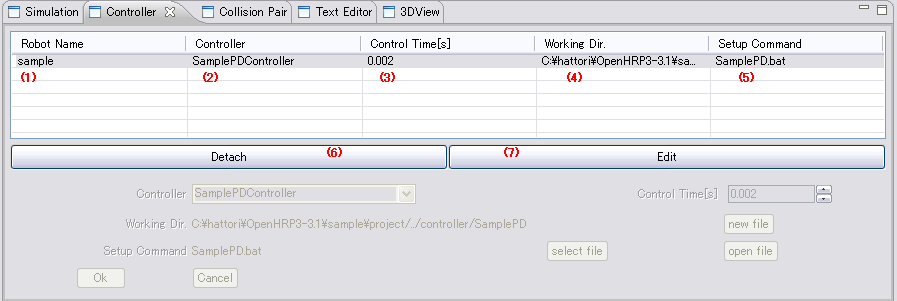 Simulation Controller Collision Pair Text Editor 3DView
Robot Name Controller Control Time[s] Working Dir. Setup Command
sample SamplePDController 0.002 C:¥hattori¥OpenHRP3-3.1¥sa... SamplePD.bat
(1) (2) (3) (4) (5)
Detach (6) (7) Edit
Controller SamplePDController Control Time[s] 0.002
Working Dir. C:¥hattori¥OpenHRP3-3.1¥sample¥project/../controller/SamplePD new file
Setup Command SamplePD.bat select file open file
Ok Cancel